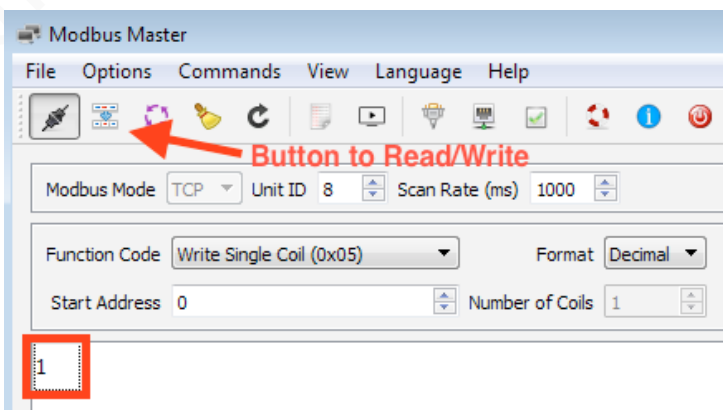 Modbus Master
File Options Commands View Language Help
Button to Read/Write
Modbus Mode TCP Unit ID 8 Scan Rate (ms) 1000
Function Code Write Single Coil (0x05) Format Decimal
Start Address 0 Number of Coils 1
1